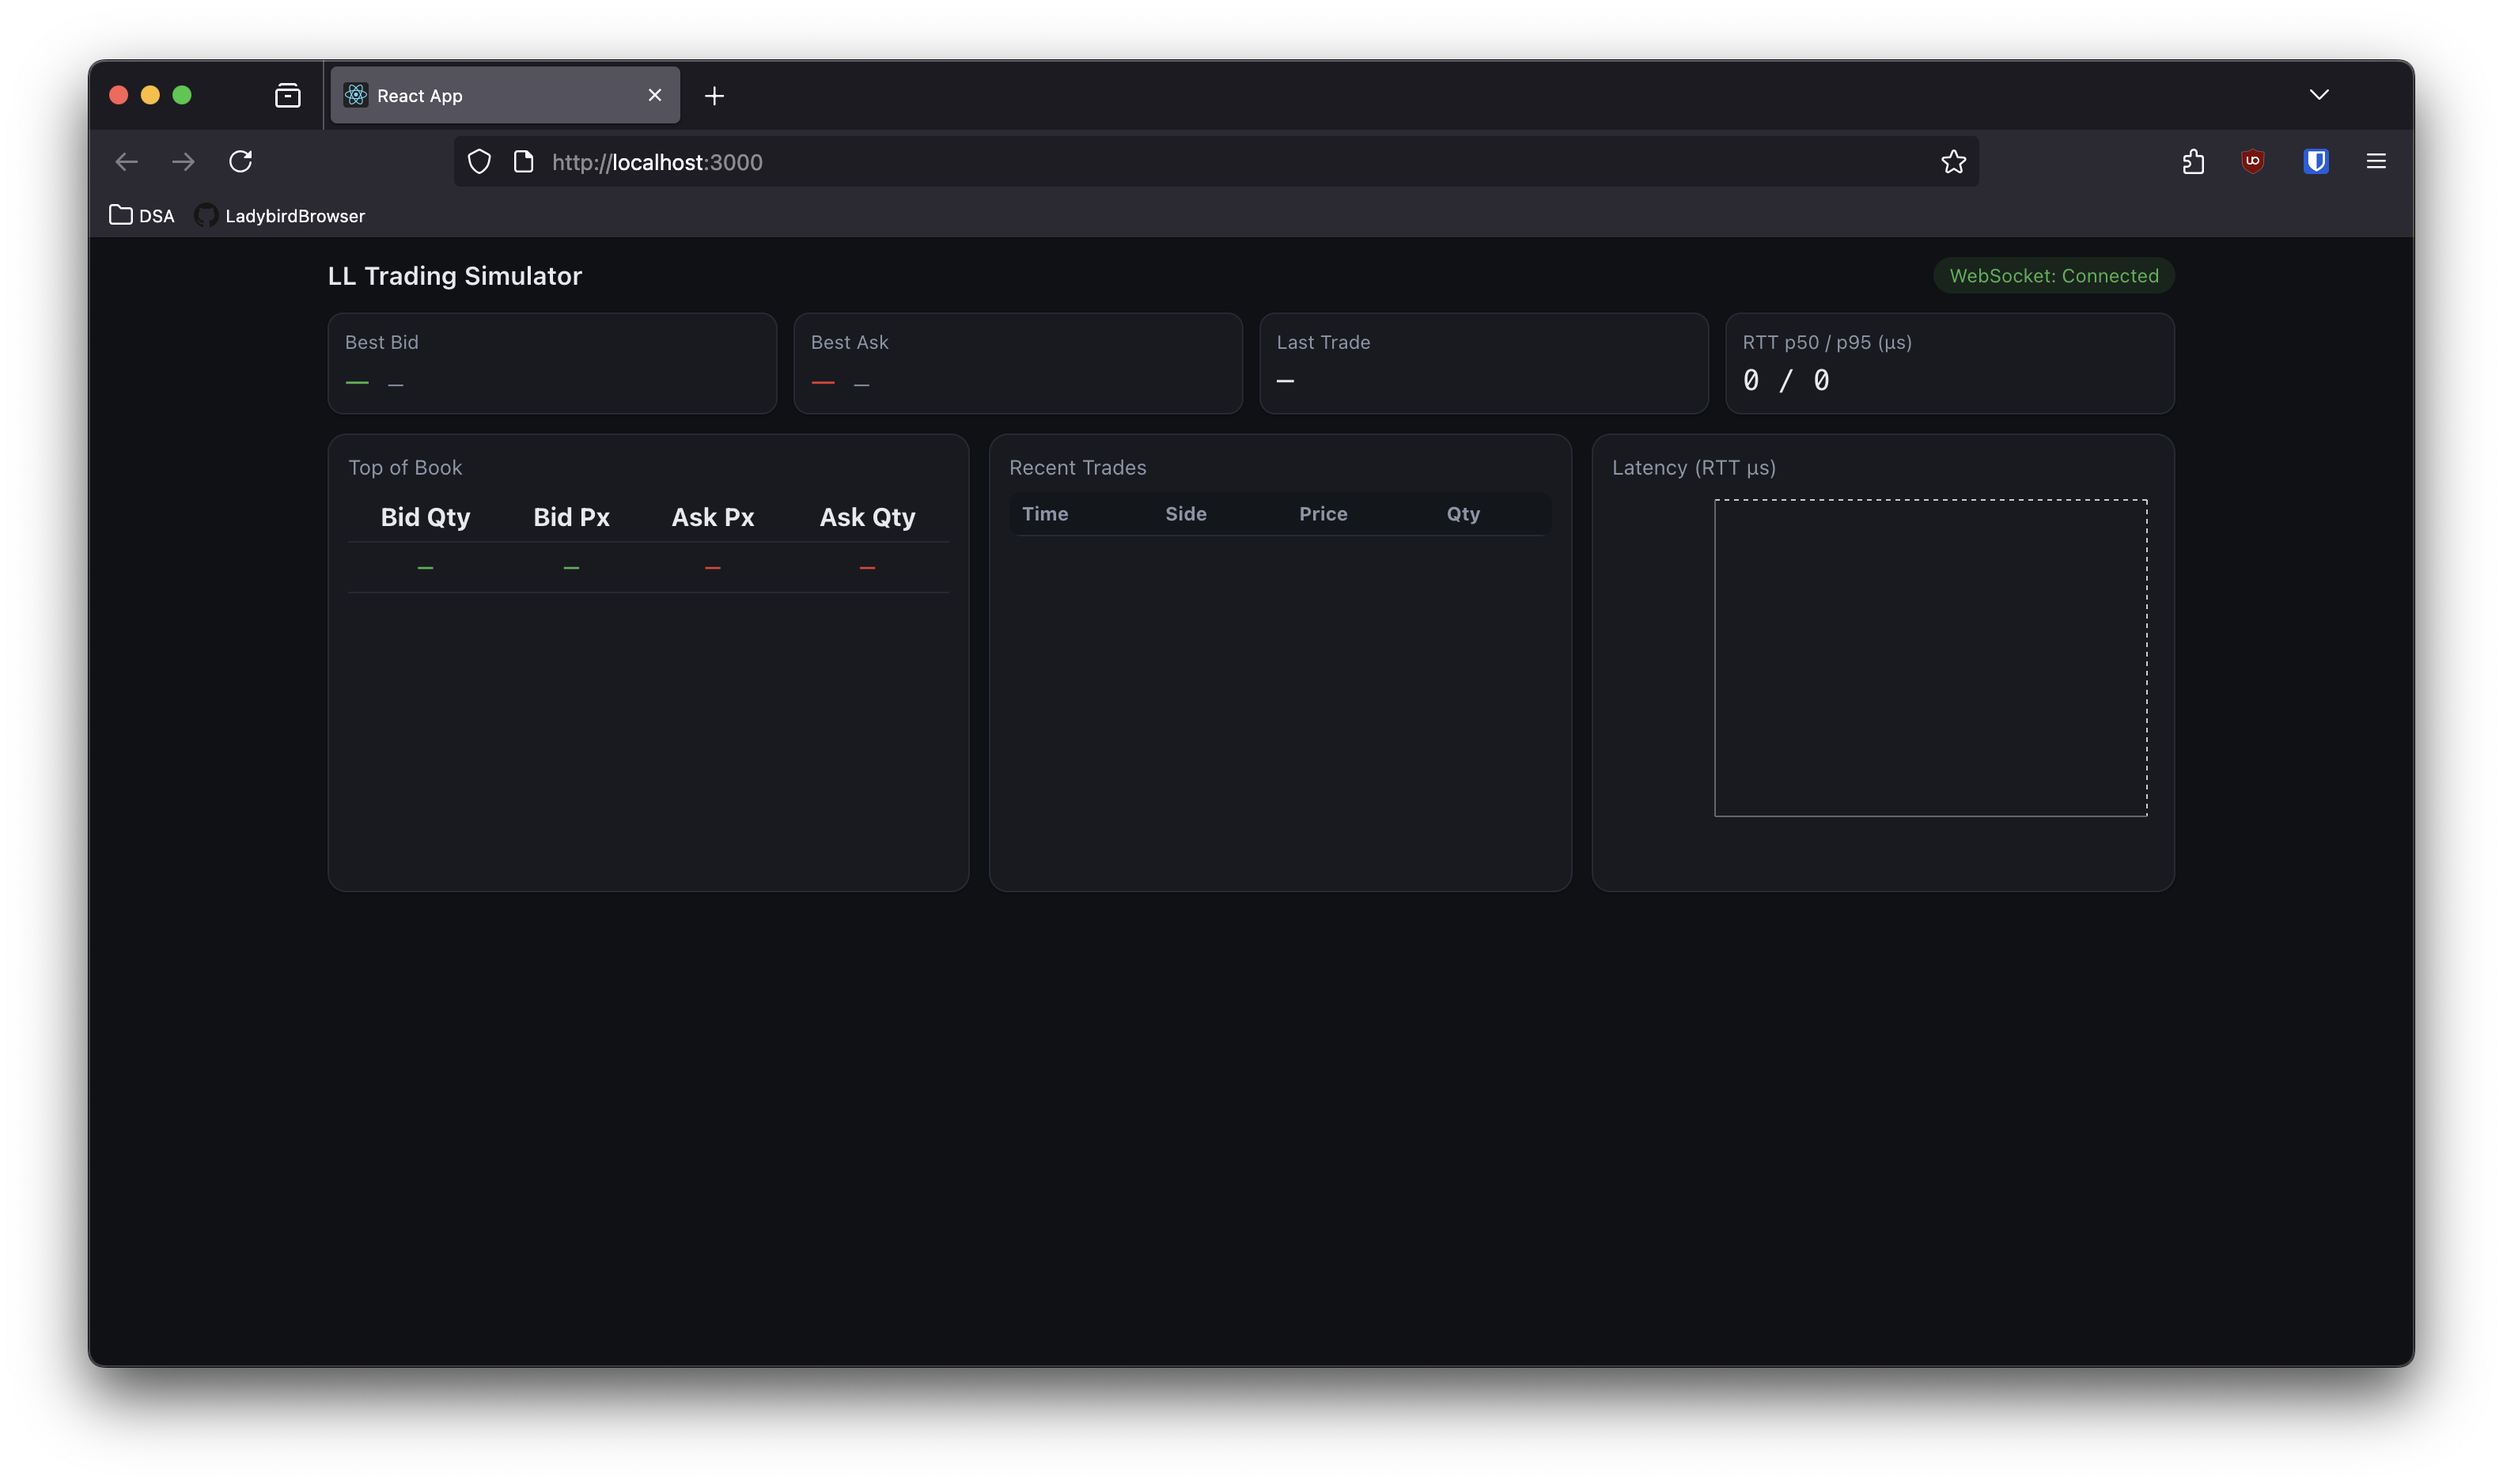 React App
http://localhost:3000
DSA LadybirdBrowser
LL Trading Simulator
WebSocket: Connected
Best Bid
— —
Best Ask
— —
Last Trade
—
RTT p50 / p95 (µs)
0 / 0
Top of Book
Bid Qty Bid Px Ask Px Ask Qty
— — — —
Recent Trades
Time Side Price Qty
Latency (RTT µs)